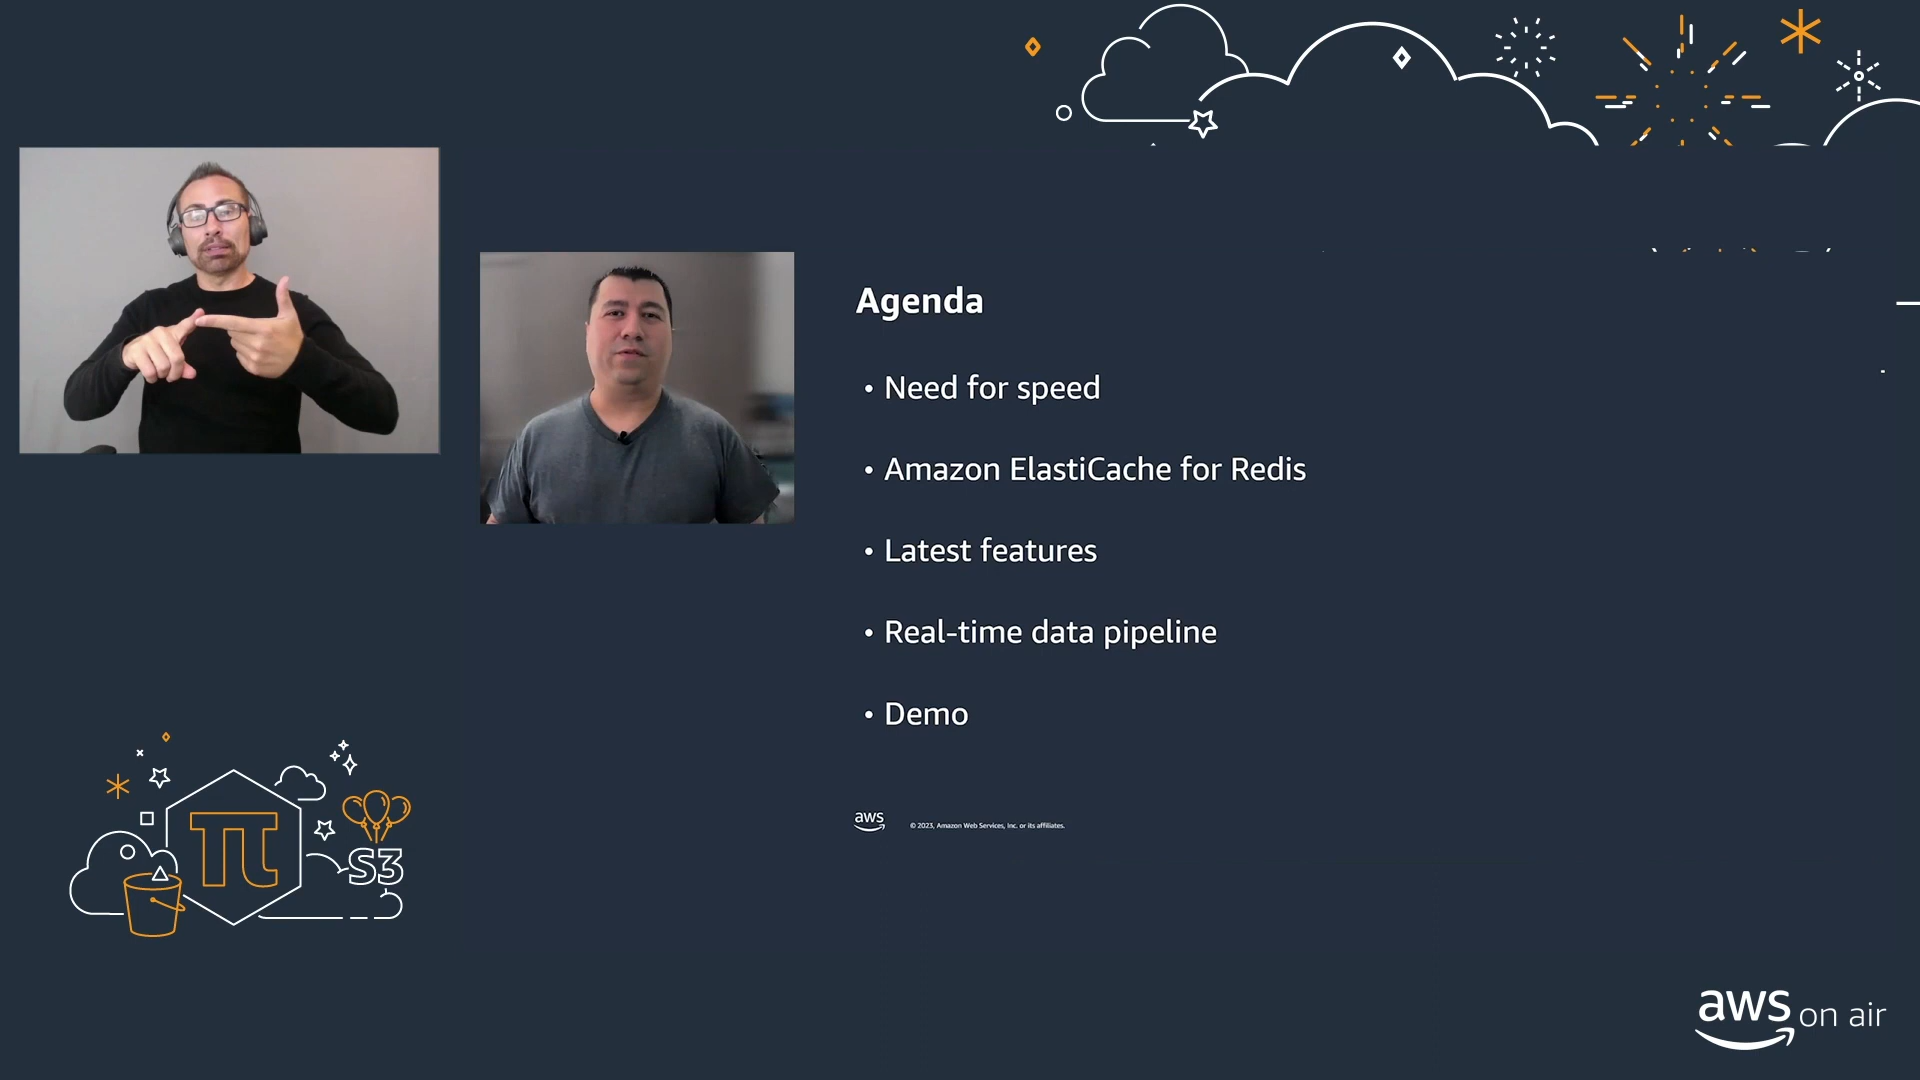 Agenda
• Need for speed
• Amazon ElastiCache for Redis
• Latest features
• Real-time data pipeline
• Demo
aws
© 2023, Amazon Web Services, Inc. or its affiliates.
π
S3
aws on air